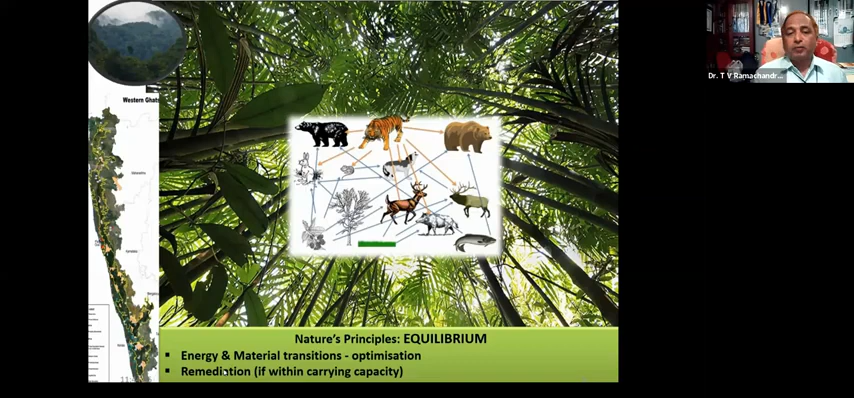 Dr. T V Ramachandr...
Western Ghats
Nature's Principles: EQUILIBRIUM
Energy & Material transitions - optimisation
Remediation (if within carrying capacity)